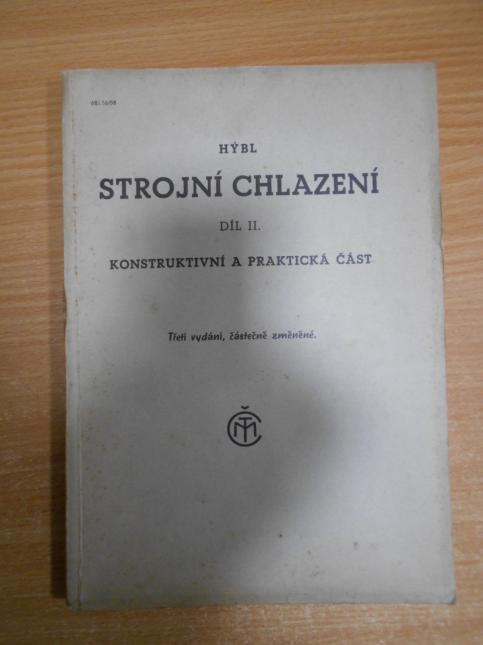 HÝBL
STROJNÍ CHLAZENÍ
DÍL II.
KONSTRUKTIVNÍ A PRAKTICKÁ ČÁST
Třetí vydání, částečně změněné.